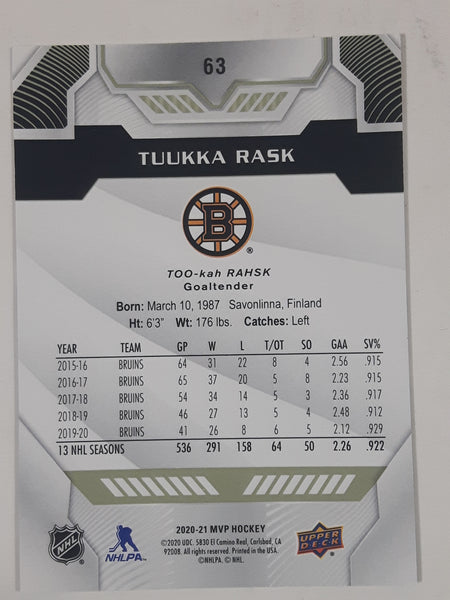 63
TUUKKA RASK
B ®
TOO-kah RAHSK
Goaltender
Born: March 10, 1987 Savonlinna, Finland
Ht: 6'3" Wt: 176 lbs. Catches: Left
YEAR TEAM GP W L T/OT SO GAA SV%
2015-16 BRUINS 64 31 22 8 4 2.56 .915
2016-17 BRUINS 65 37 20 5 8 2.23 .915
2017-18 BRUINS 54 34 14 5 3 2.36 .917
2018-19 BRUINS 46 27 13 5 4 2.48 .912
2019-20 BRUINS 41 26 8 6 5 2.12 .929
13 NHL SEASONS 536 291 158 64 50 2.26 .922
NHL
NHLPA
2020-21 MVP HOCKEY
©2020 UDC. 5830 El Camino Real, Carlsbad, CA
92008. All rights reserved. Printed in the USA.
©NHLPA. © NHL.
UPPER
DECK